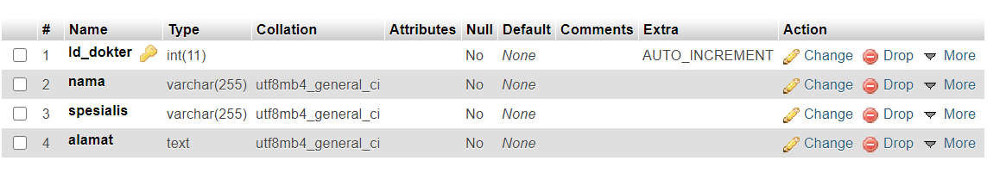 # Name Type Collation Attributes Null Default Comments Extra Action
1 Id_dokter int(11) No None AUTO_INCREMENT Change Drop More
2 nama varchar(255) utf8mb4_general_ci No None Change Drop More
3 spesialis varchar(255) utf8mb4_general_ci No None Change Drop More
4 alamat text utf8mb4_general_ci No None Change Drop More